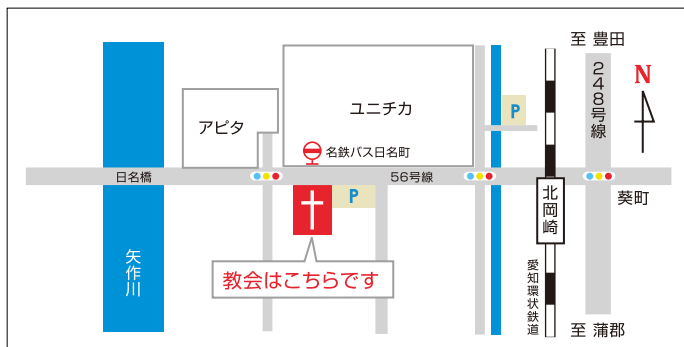 至 豊田
248号線
N
ユニチカ
アピタ
P
名鉄バス日名町
日名橋
56号線
葵町
P
北岡崎
矢作川
教会はこちらです
愛知環状鉄道
至 蒲郡